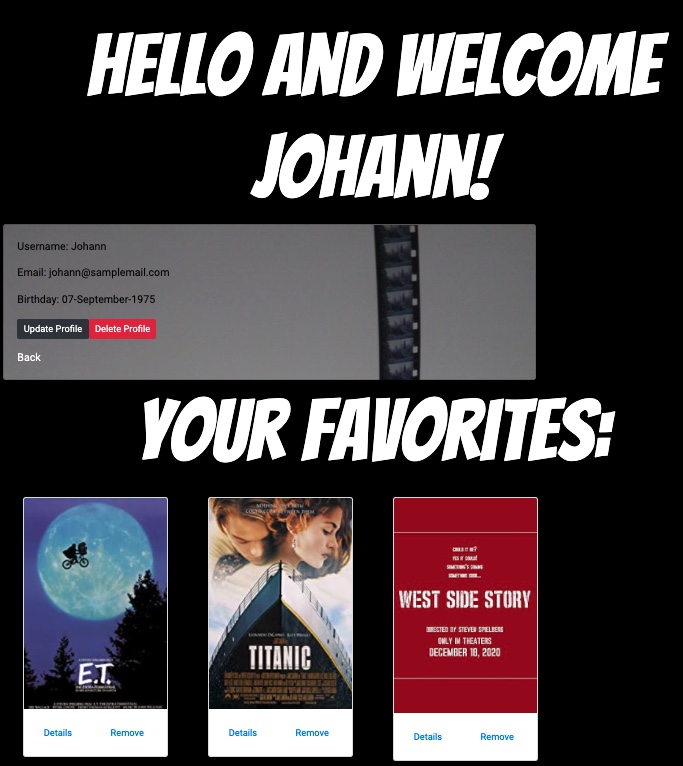 HELLO AND WELCOME
JOHANN!
Username: Johann
Email: johann@samplemail.com
Birthday: 07-September-1975
Update Profile Delete Profile
Back
YOUR FAVORITES:
E.T.
TITANIC
COULD IT BE?
YES IT COULD!
SOMETHING'S COMING
SOMETHING GOOD...
WEST SIDE STORY
DIRECTED BY STEVEN SPIELBERG
ONLY IN THEATERS
DECEMBER 18, 2020
Details Remove
Details Remove
Details Remove